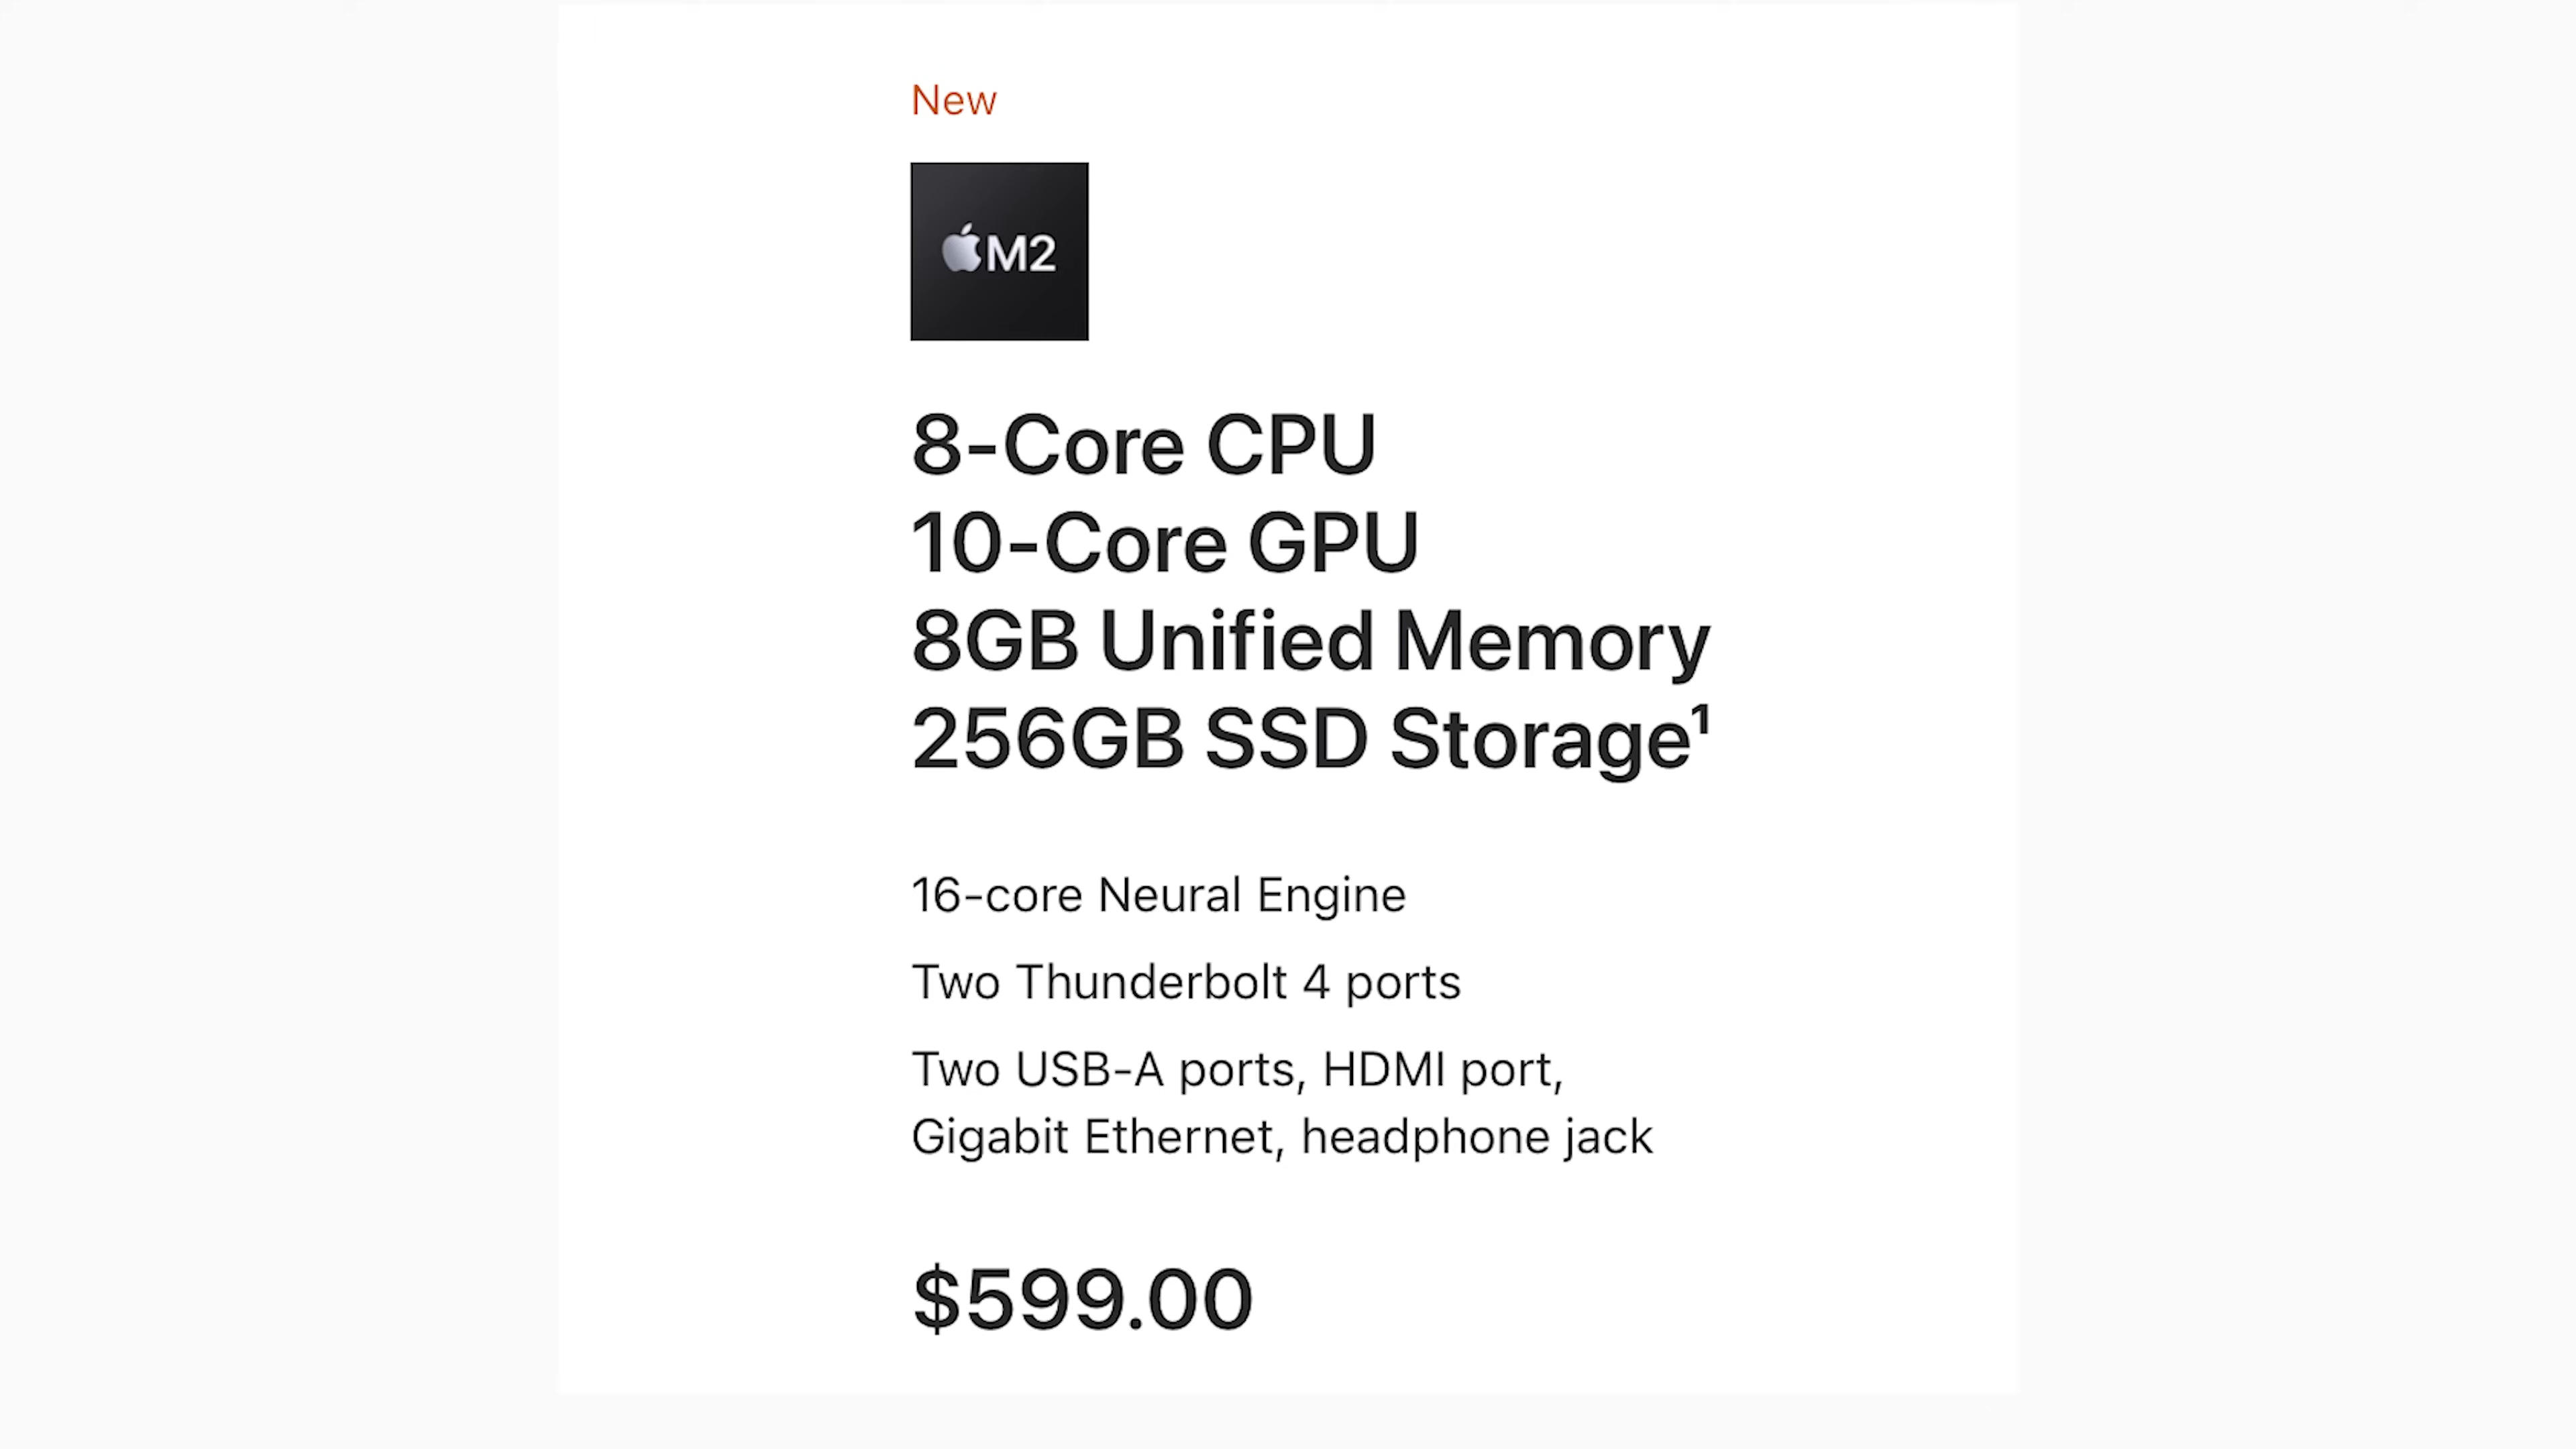 New
M2
8-Core CPU
10-Core GPU
8GB Unified Memory
256GB SSD Storage¹
16-core Neural Engine
Two Thunderbolt 4 ports
Two USB-A ports, HDMI port,
Gigabit Ethernet, headphone jack
$599.00